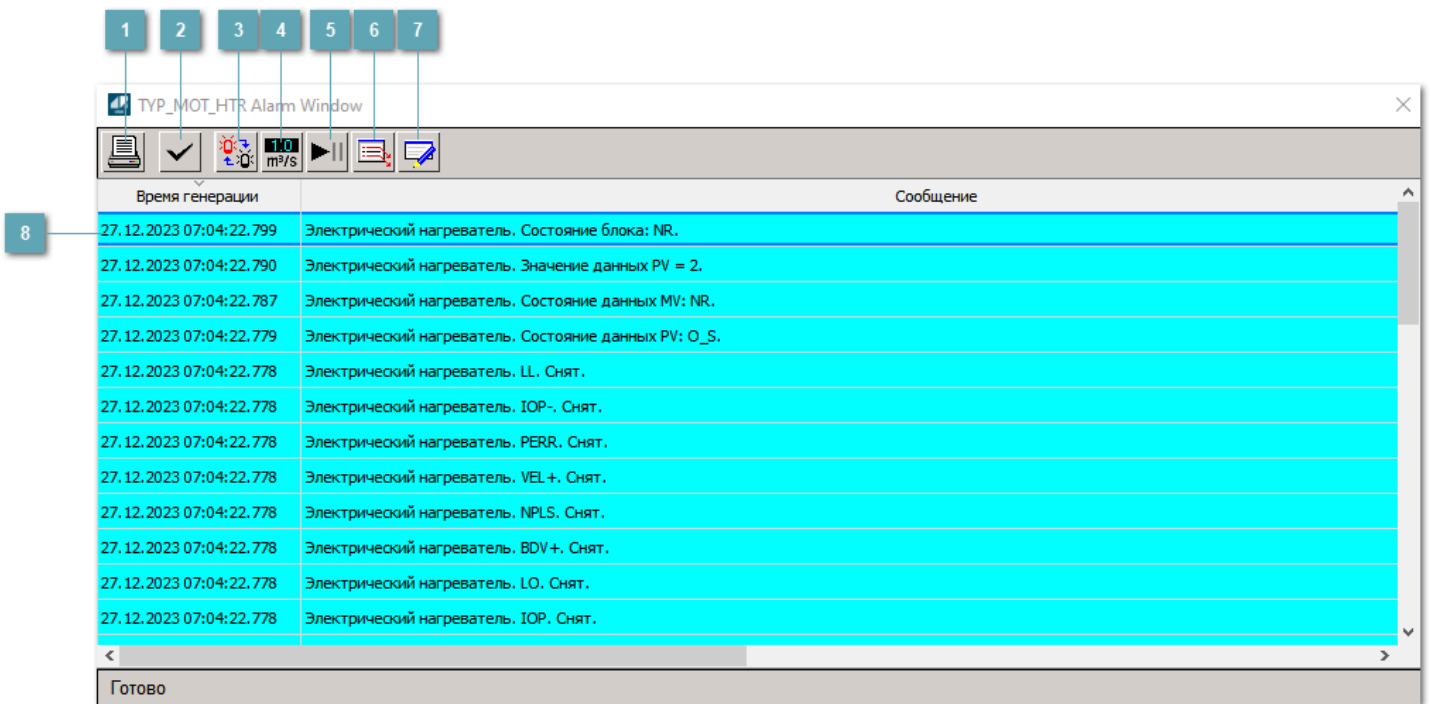 1 2 3 4 5 6 7
TYP_MOT_HTR Alarm Window
1.0
m³/s
Время генерации Сообщение
8
27.12.2023 07:04:22.799 Электрический нагреватель. Состояние блока: NR.
27.12.2023 07:04:22.790 Электрический нагреватель. Значение данных PV = 2.
27.12.2023 07:04:22.787 Электрический нагреватель. Состояние данных MV: NR.
27.12.2023 07:04:22.779 Электрический нагреватель. Состояние данных PV: O_S.
27.12.2023 07:04:22.778 Электрический нагреватель. LL. Снят.
27.12.2023 07:04:22.778 Электрический нагреватель. IOP-. Снят.
27.12.2023 07:04:22.778 Электрический нагреватель. PERR. Снят.
27.12.2023 07:04:22.778 Электрический нагреватель. VEL+. Снят.
27.12.2023 07:04:22.778 Электрический нагреватель. NPLS. Снят.
27.12.2023 07:04:22.778 Электрический нагреватель. BDV+. Снят.
27.12.2023 07:04:22.778 Электрический нагреватель. LO. Снят.
27.12.2023 07:04:22.778 Электрический нагреватель. IOP. Снят.
Готово